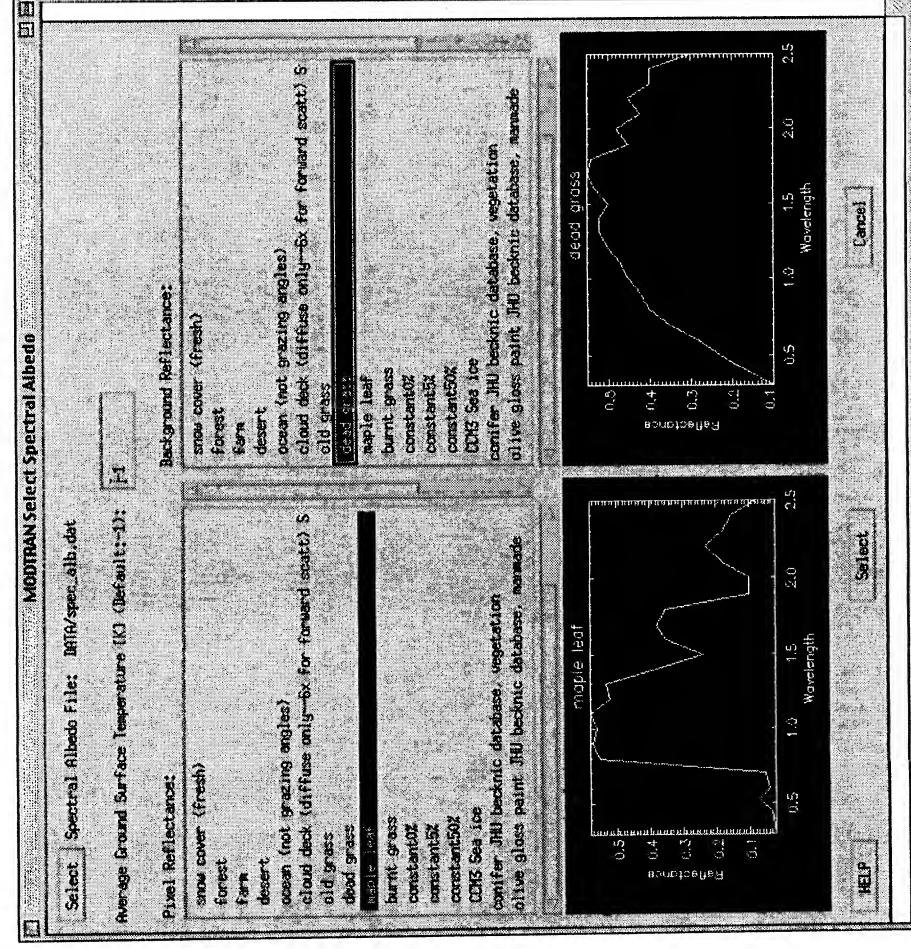 MODTRAN Select Spectral Albedo
Select Spectral Albedo File: DATA/spec_alb.dat
Average Ground Surface Temperature [K] (Default:-1): -1
Pixel Reflectance:
snow cover (fresh)
forest
farm
desert
ocean (not grazing angles)
cloud deck (diffuse only--6x for forward scatt) S
old grass
dead grass
maple leaf
burnt grass
constant0%
constant5%
constant50%
CCM3 Sea ice
conifer JHU becknic database, vegetation
olive gloss paint JHU becknic database, manmade
Background Reflectance:
snow cover (fresh)
forest
farm
desert
ocean (not grazing angles)
cloud deck (diffuse only--6x for forward scatt) S
old grass
dead grass
maple leaf
burnt grass
constant0%
constant5%
constant50%
CCM3 Sea ice
conifer JHU becknic database, vegetation
olive gloss paint JHU becknic database, manmade
maple leaf
Reflectance
0.5
0.4
0.3
0.2
0.1
0.5 1.0 1.5 2.0 2.5
Wavelength
dead grass
Reflectance
0.5
0.4
0.3
0.2
0.1
0.5 1.0 1.5 2.0 2.5
Wavelength
HELP Select Cancel